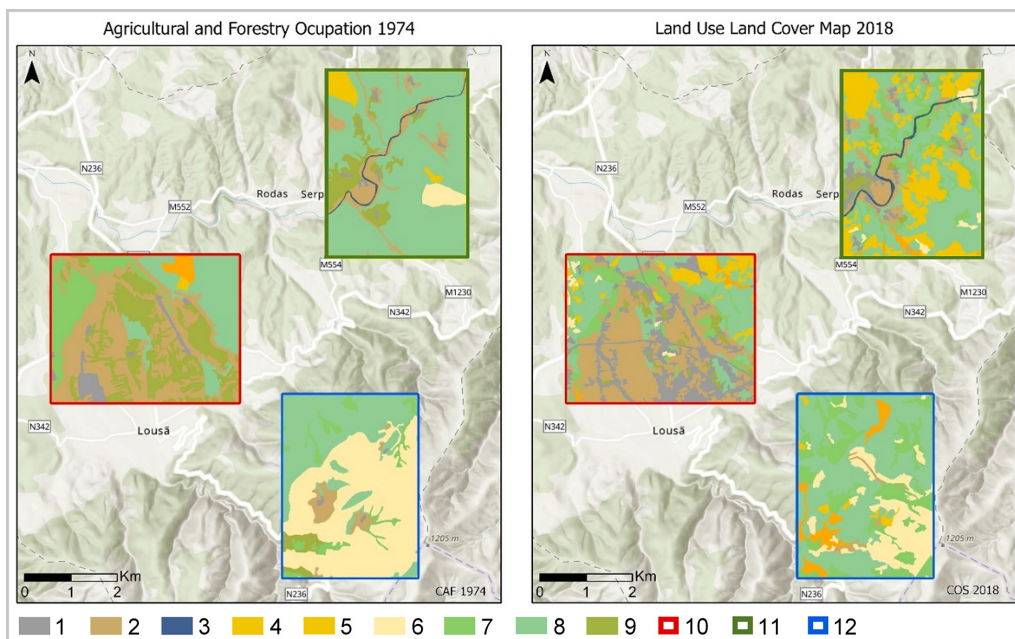 Agricultural and Forestry Ocupation 1974
N
N236
M552
Rodas Serp
M554
M1230
N342
N342
Lousã
1205 m
0 1 2 Km
N236
CAF 1974
Land Use Land Cover Map 2018
N
N236
M552
Rodas Serp
M554
M1230
N342
N342
Lousã
1205 m
0 1 2 Km
N236
COS 2018
1 2 3 4 5 6 7 8 9 10 11 12